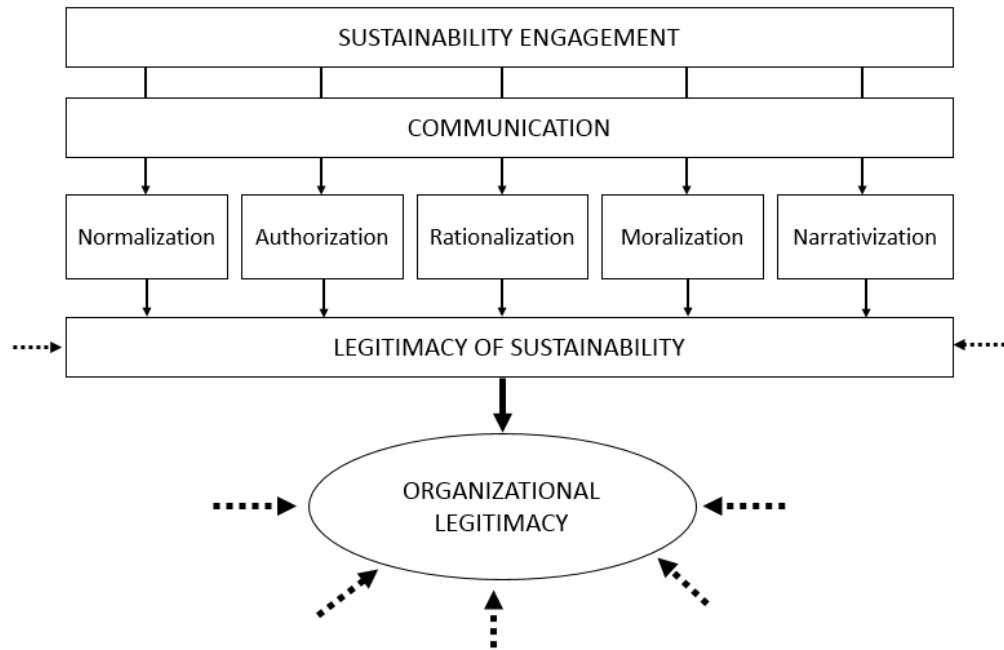 SUSTAINABILITY ENGAGEMENT
COMMUNICATION
Normalization
Authorization
Rationalization
Moralization
Narrativization
LEGITIMACY OF SUSTAINABILITY
ORGANIZATIONAL
LEGITIMACY